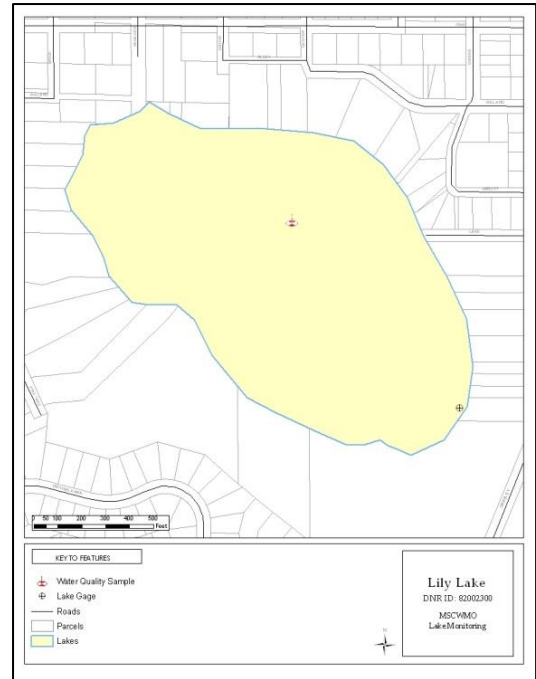 LAKE
0 50 100 200 300 400 500
Feet
KEY TO FEATURES
Water Quality Sample
Lake Gage
Roads
Parcels
Lakes
N
Lily Lake
DNR ID: 82002300
MSCWMO
Lake Monitoring